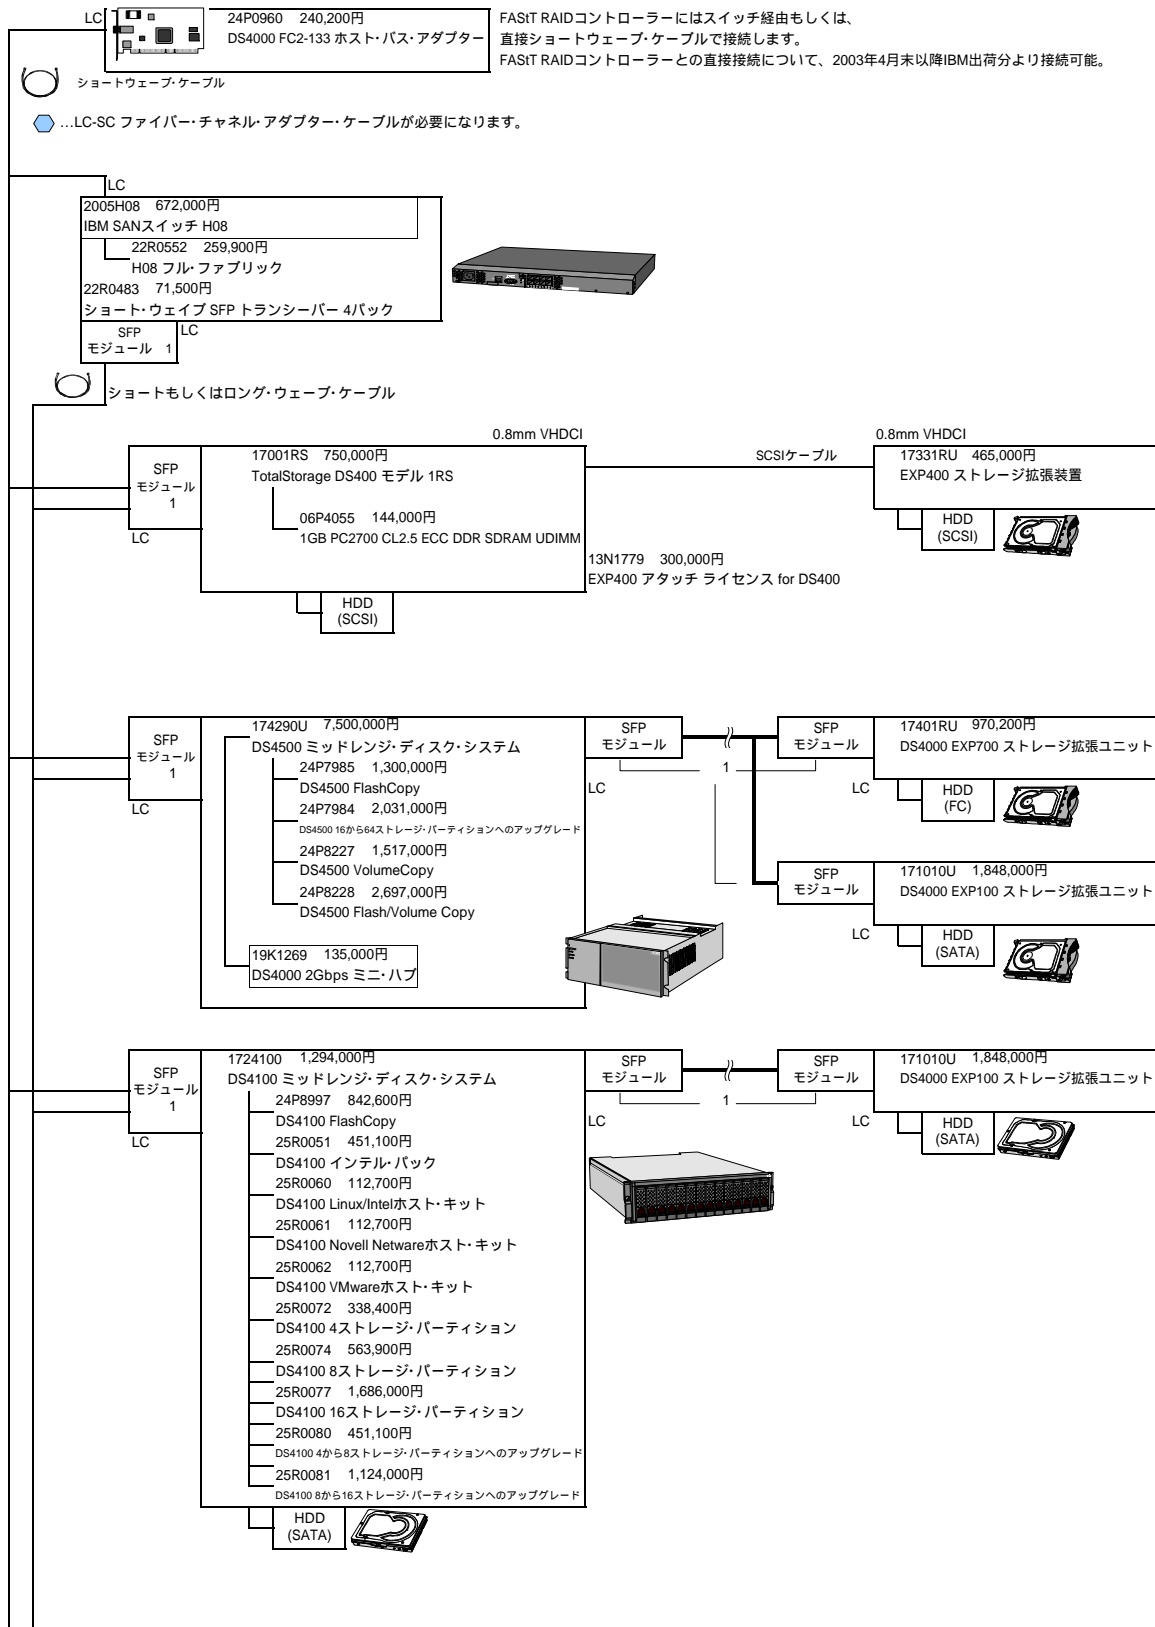 LC
24P0960 240,200円
DS4000 FC2-133 ホスト・バス・アダプター
FAStT RAIDコントローラーにはスイッチ経由もしくは、
直接ショートウェーブ・ケーブルで接続します。
FAStT RAIDコントローラーとの直接接続について、2003年4月末以降IBM出荷分より接続可能。
ショートウェーブ・ケーブル
…LC-SC ファイバー・チャネル・アダプター・ケーブルが必要になります。
LC
2005H08 672,000円
IBM SANスイッチ H08
22R0552 259,900円
H08 フル・ファブリック
22R0483 71,500円
ショート・ウェイブ SFP トランシーバー 4パック
SFP
モジュール 1
LC
ショートもしくはロング・ウェーブ・ケーブル
0.8mm VHDCI
SFP
モジュール
1
LC
17001RS 750,000円
TotalStorage DS400 モデル 1RS
06P4055 144,000円
1GB PC2700 CL2.5 ECC DDR SDRAM UDIMM
HDD
(SCSI)
SCSIケーブル
13N1779 300,000円
EXP400 アタッチ ライセンス for DS400
0.8mm VHDCI
17331RU 465,000円
EXP400 ストレージ拡張装置
HDD
(SCSI)
SFP
モジュール
1
LC
174290U 7,500,000円
DS4500 ミッドレンジ・ディスク・システム
24P7985 1,300,000円
DS4500 FlashCopy
24P7984 2,031,000円
DS4500 16から64ストレージ・パーティションへのアップグレード
24P8227 1,517,000円
DS4500 VolumeCopy
24P8228 2,697,000円
DS4500 Flash/Volume Copy
19K1269 135,000円
DS4000 2Gbps ミニ・ハブ
SFP
モジュール
LC
1
SFP
モジュール
LC
17401RU 970,200円
DS4000 EXP700 ストレージ拡張ユニット
HDD
(FC)
SFP
モジュール
LC
171010U 1,848,000円
DS4000 EXP100 ストレージ拡張ユニット
HDD
(SATA)
SFP
モジュール
1
LC
1724100 1,294,000円
DS4100 ミッドレンジ・ディスク・システム
24P8997 842,600円
DS4100 FlashCopy
25R0051 451,100円
DS4100 インテル・パック
25R0060 112,700円
DS4100 Linux/Intelホスト・キット
25R0061 112,700円
DS4100 Novell Netwareホスト・キット
25R0062 112,700円
DS4100 VMwareホスト・キット
25R0072 338,400円
DS4100 4ストレージ・パーティション
25R0074 563,900円
DS4100 8ストレージ・パーティション
25R0077 1,686,000円
DS4100 16ストレージ・パーティション
25R0080 451,100円
DS4100 4から8ストレージ・パーティションへのアップグレード
25R0081 1,124,000円
DS4100 8から16ストレージ・パーティションへのアップグレード
HDD
(SATA)
SFP
モジュール
LC
1
SFP
モジュール
LC
171010U 1,848,000円
DS4000 EXP100 ストレージ拡張ユニット
HDD
(SATA)